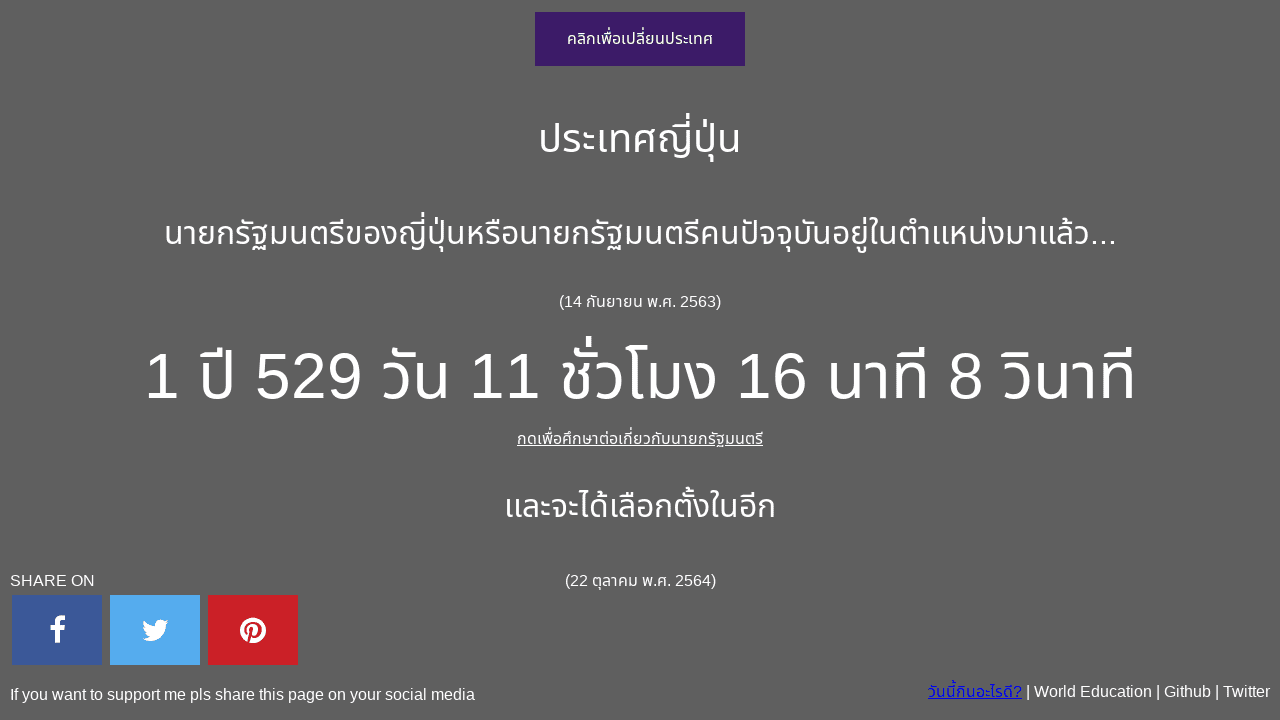 คลิกเพื่อเปลี่ยนประเทศ
ประเทศญี่ปุ่น
นายกรัฐมนตรีของญี่ปุ่นหรือนายกรัฐมนตรีคนปัจจุบันอยู่ในตำแหน่งมาแล้ว...
(14 กันยายน พ.ศ. 2563)
1 ปี 529 วัน 11 ชั่วโมง 16 นาที 8 วินาที
กดเพื่อศึกษาต่อเกี่ยวกับนายกรัฐมนตรี
และจะได้เลือกตั้งในอีก
(22 ตุลาคม พ.ศ. 2564)
SHARE ON
If you want to support me pls share this page on your social media
วันนี้กินอะไรดี? | World Education | Github | Twitter